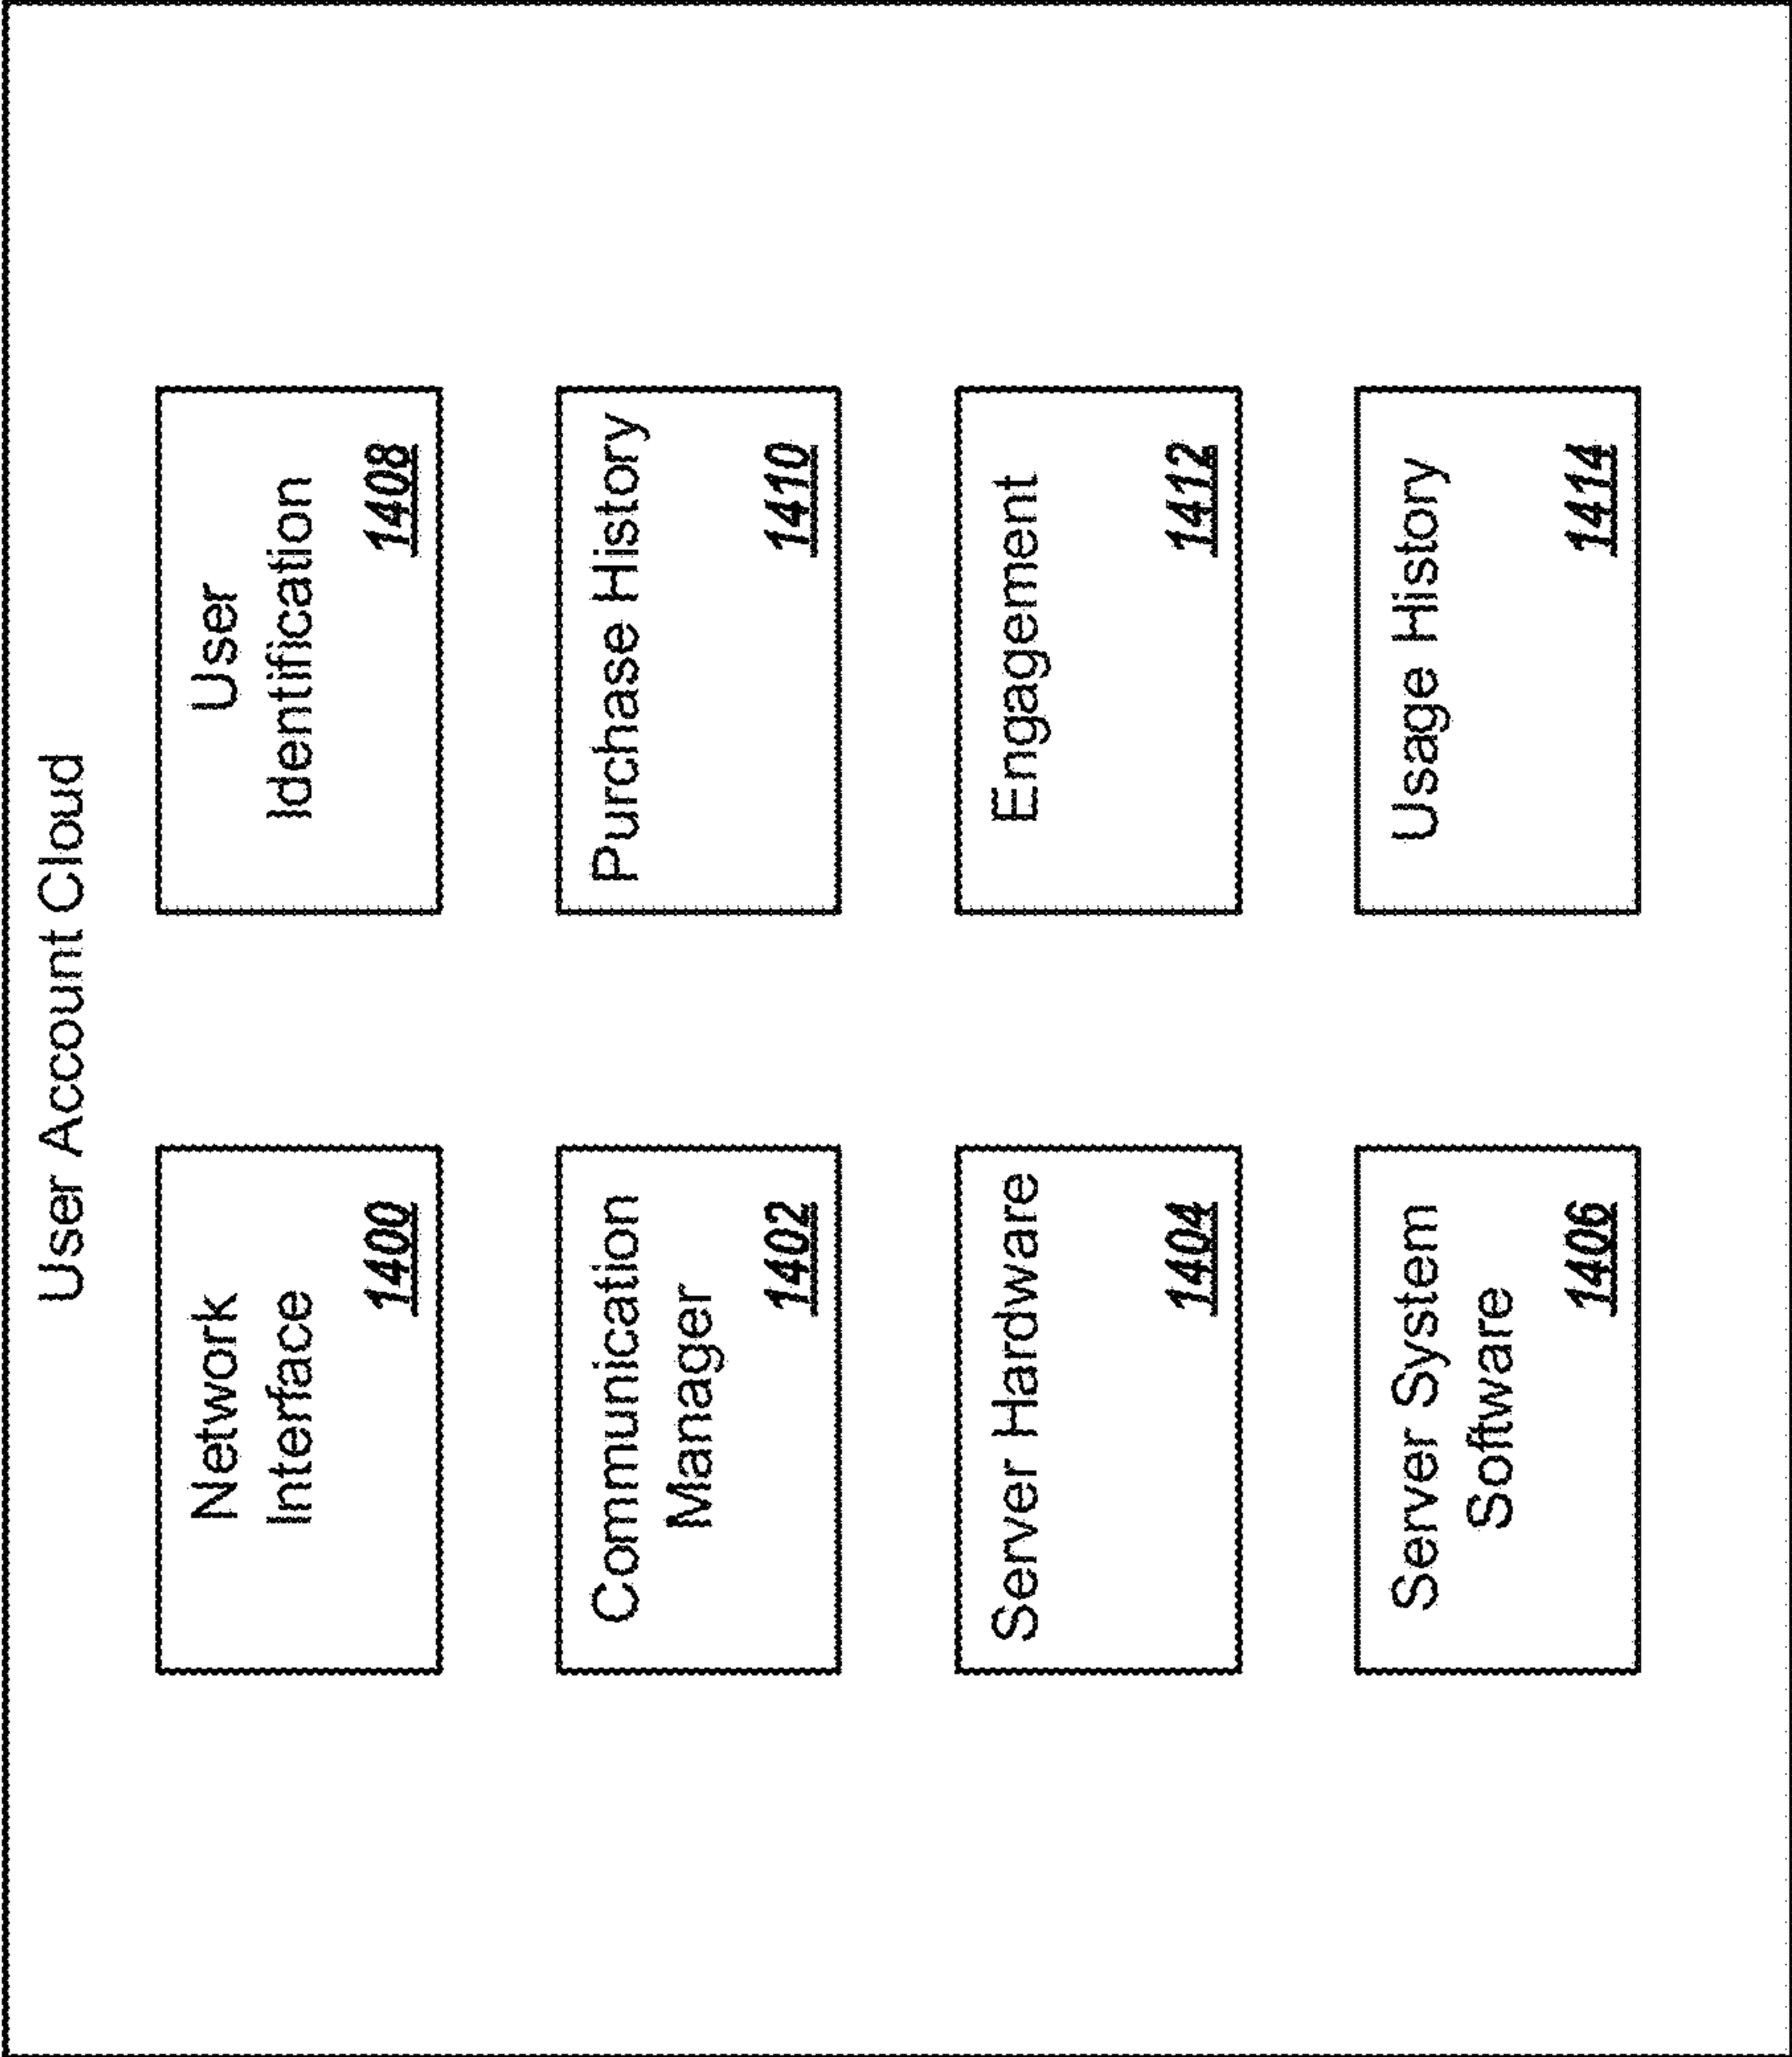 User Account Cloud
Network
Interface
1400
Communication
Manager
1402
Server Hardware
1404
Server System
Software
1406
User
Identification
1408
Purchase History
1410
Engagement
1412
Usage History
1414